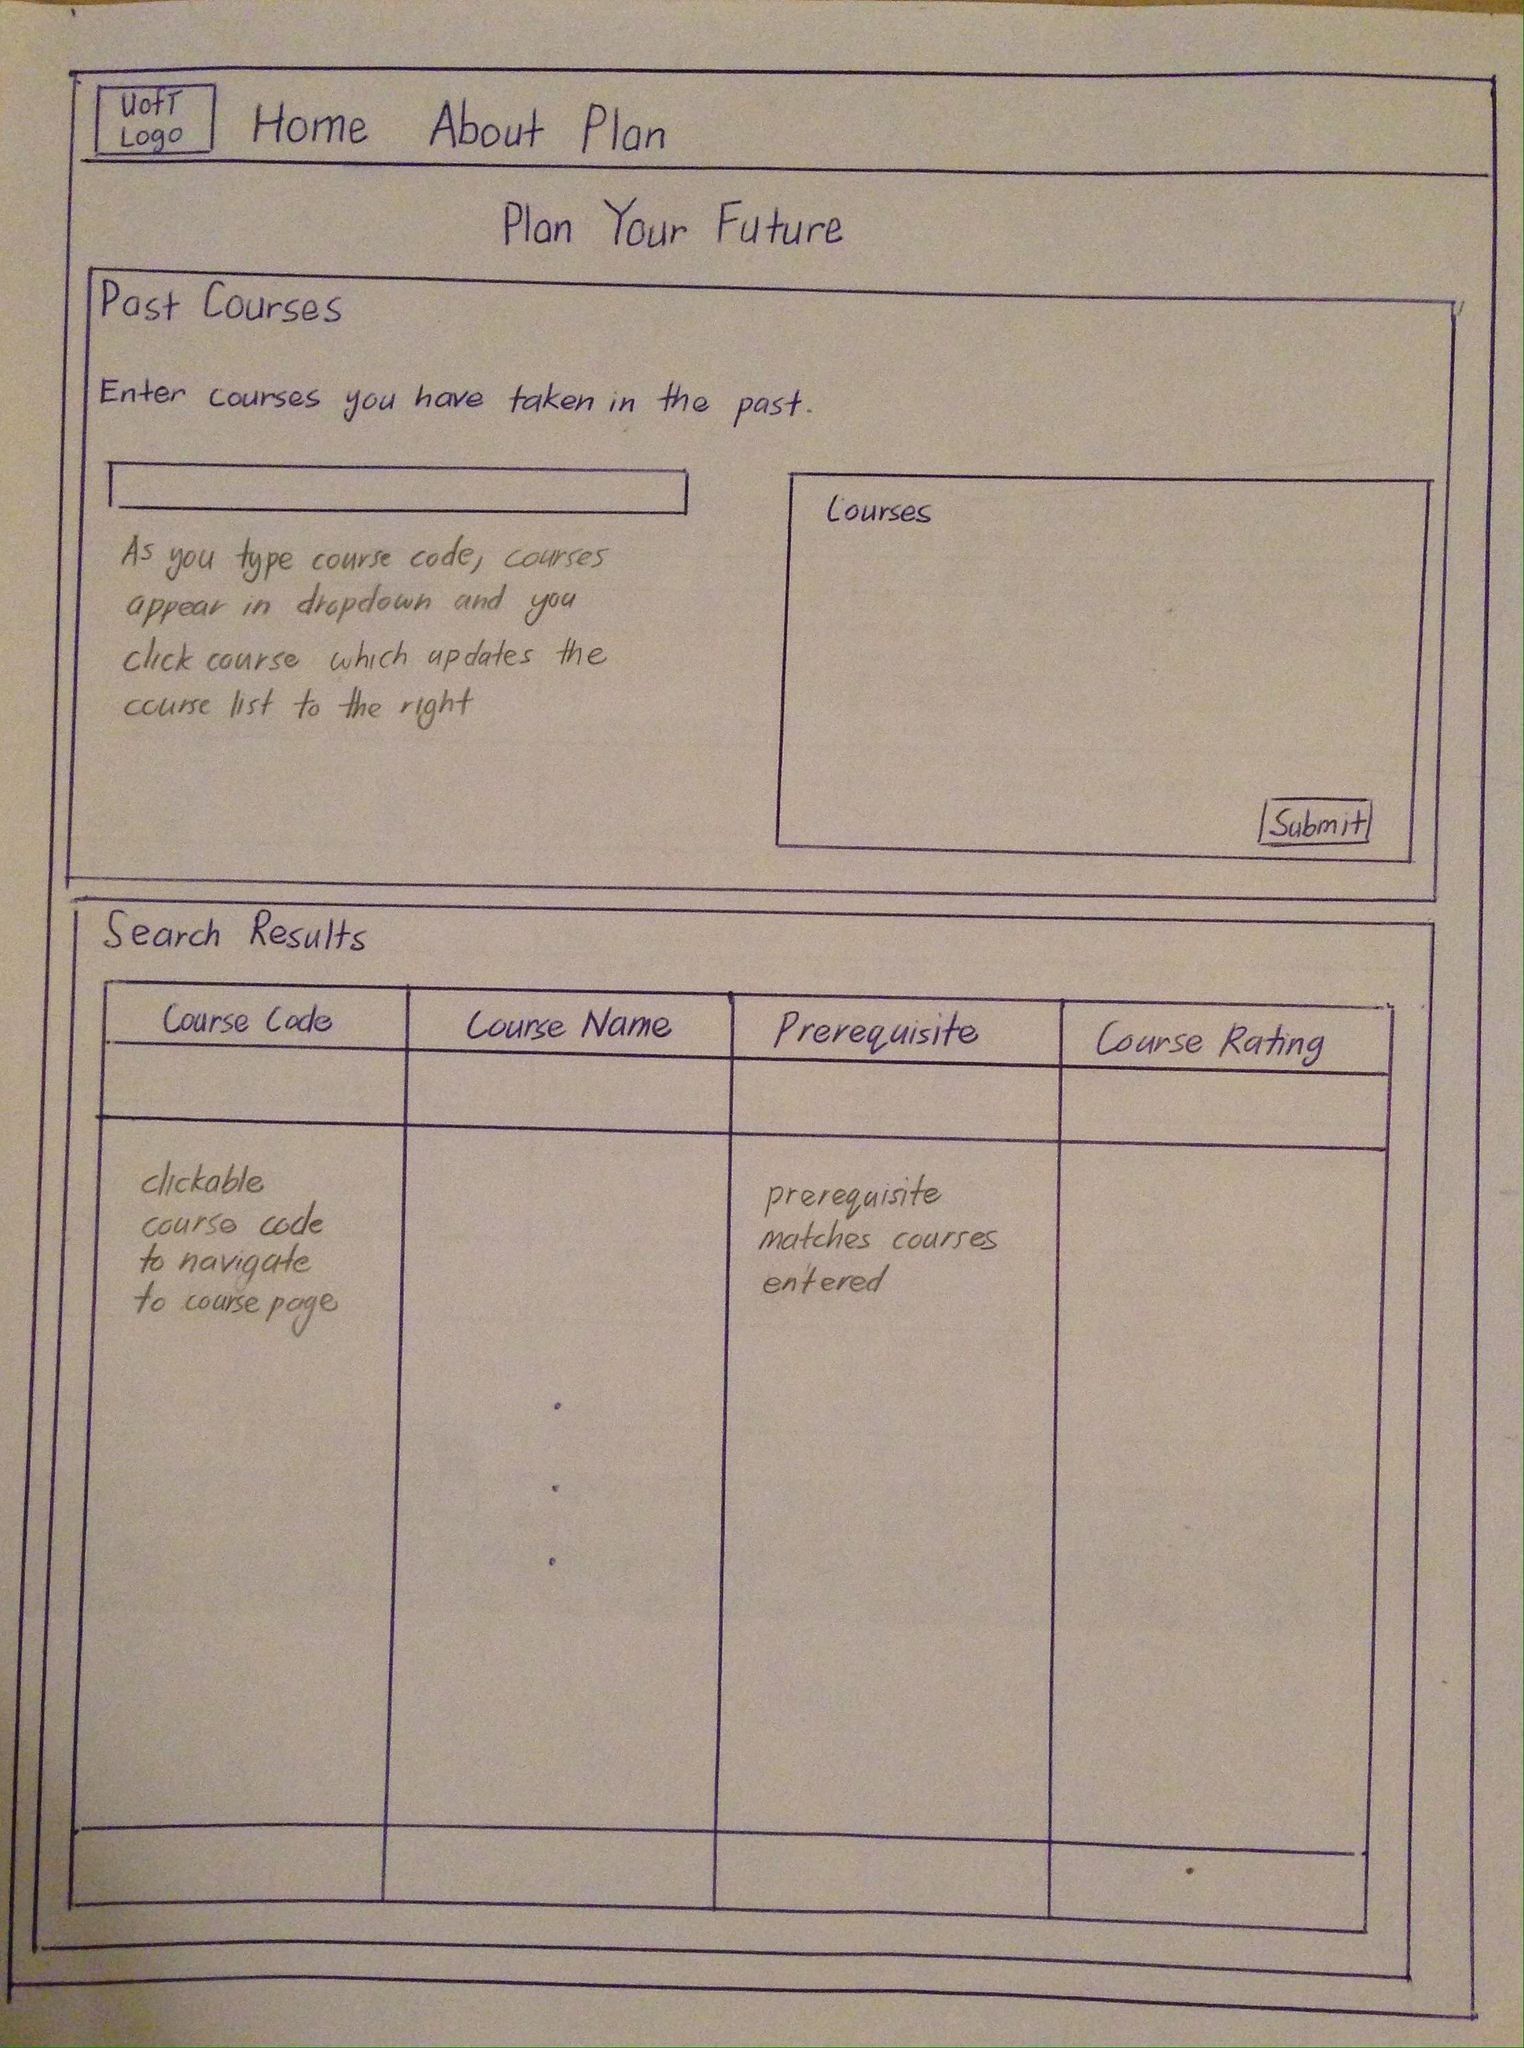 UofT
Logo
Home About Plan
Plan Your Future
Past Courses
Enter courses you have taken in the past.
As you type course code, courses
appear in dropdown and you
click course which updates the
course list to the right
Courses
Submit
Search Results
Course Code
Course Name
Prerequisite
Course Rating
clickable
course code
to navigate
to course page
prerequisite
matches courses
entered